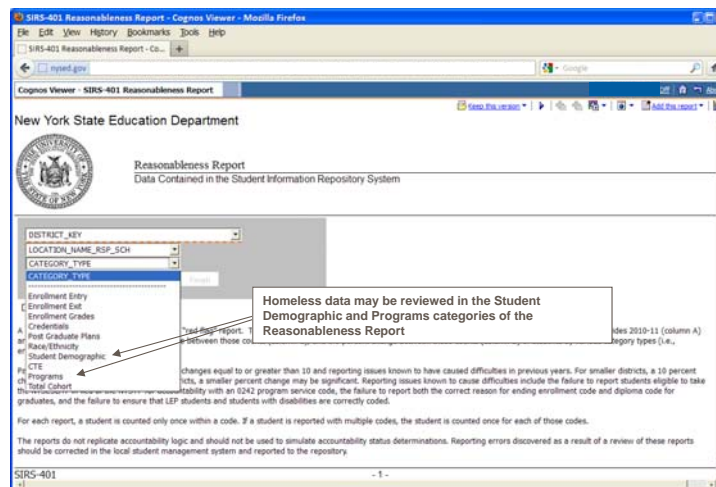 SIRS-401 Reasonableness Report - Cognos Viewer - Mozilla Firefox
File Edit View History Bookmarks Tools Help
SIRS-401 Reasonableness Report - Co... +
nysed.gov
Google
Cognos Viewer - SIRS-401 Reasonableness Report
Keep this version
Add this report
New York State Education Department
Reasonableness Report
Data Contained in the Student Information Repository System
DISTRICT_KEY
LOCATION_NAME_RSP_SCH
CATEGORY_TYPE
CATEGORY_TYPE
Enrollment Entry
Enrollment Exit
Enrollment Grades
Credentials
Post Graduate Plans
Race/Ethnicity
Student Demographic
CTE
Programs
Total Cohort
Finish
Homeless data may be reviewed in the Student
Demographic and Programs categories of the
Reasonableness Report
"red flag" report.
des 2010-11 (column A)
between those co
tegory types (i.e.,
changes equal to or greater than 10 and reporting issues known to have caused difficulties in previous years. For smaller districts, a 10 percent
cts, a smaller percent change may be significant. Reporting issues known to cause difficulties include the failure to report students eligible to take
tability with an 0242 program service code, the failure to report both the correct reason for ending enrollment code and diploma code for
graduates, and the failure to ensure that LEP students and students with disabilities are correctly coded.
For each report, a student is counted only once within a code. If a student is reported with multiple codes, the student is counted once for each of those codes.
The reports do not replicate accountability logic and should not be used to simulate accountability status determinations. Reporting errors discovered as a result of a review of these reports
should be corrected in the local student management system and reported to the repository.
SIRS-401
- 1 -